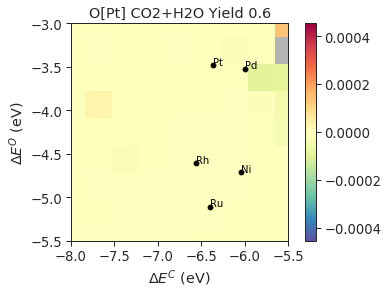 O[Pt] CO2+H2O Yield 0.6
−3.0
−3.5
−4.0
−4.5
−5.0
−5.5
ΔE^O (eV)
Pt
Pd
Rh
Ni
Ru
−8.0 −7.5 −7.0 −6.5 −6.0 −5.5
ΔE^C (eV)
0.0004
0.0002
0.0000
−0.0002
−0.0004